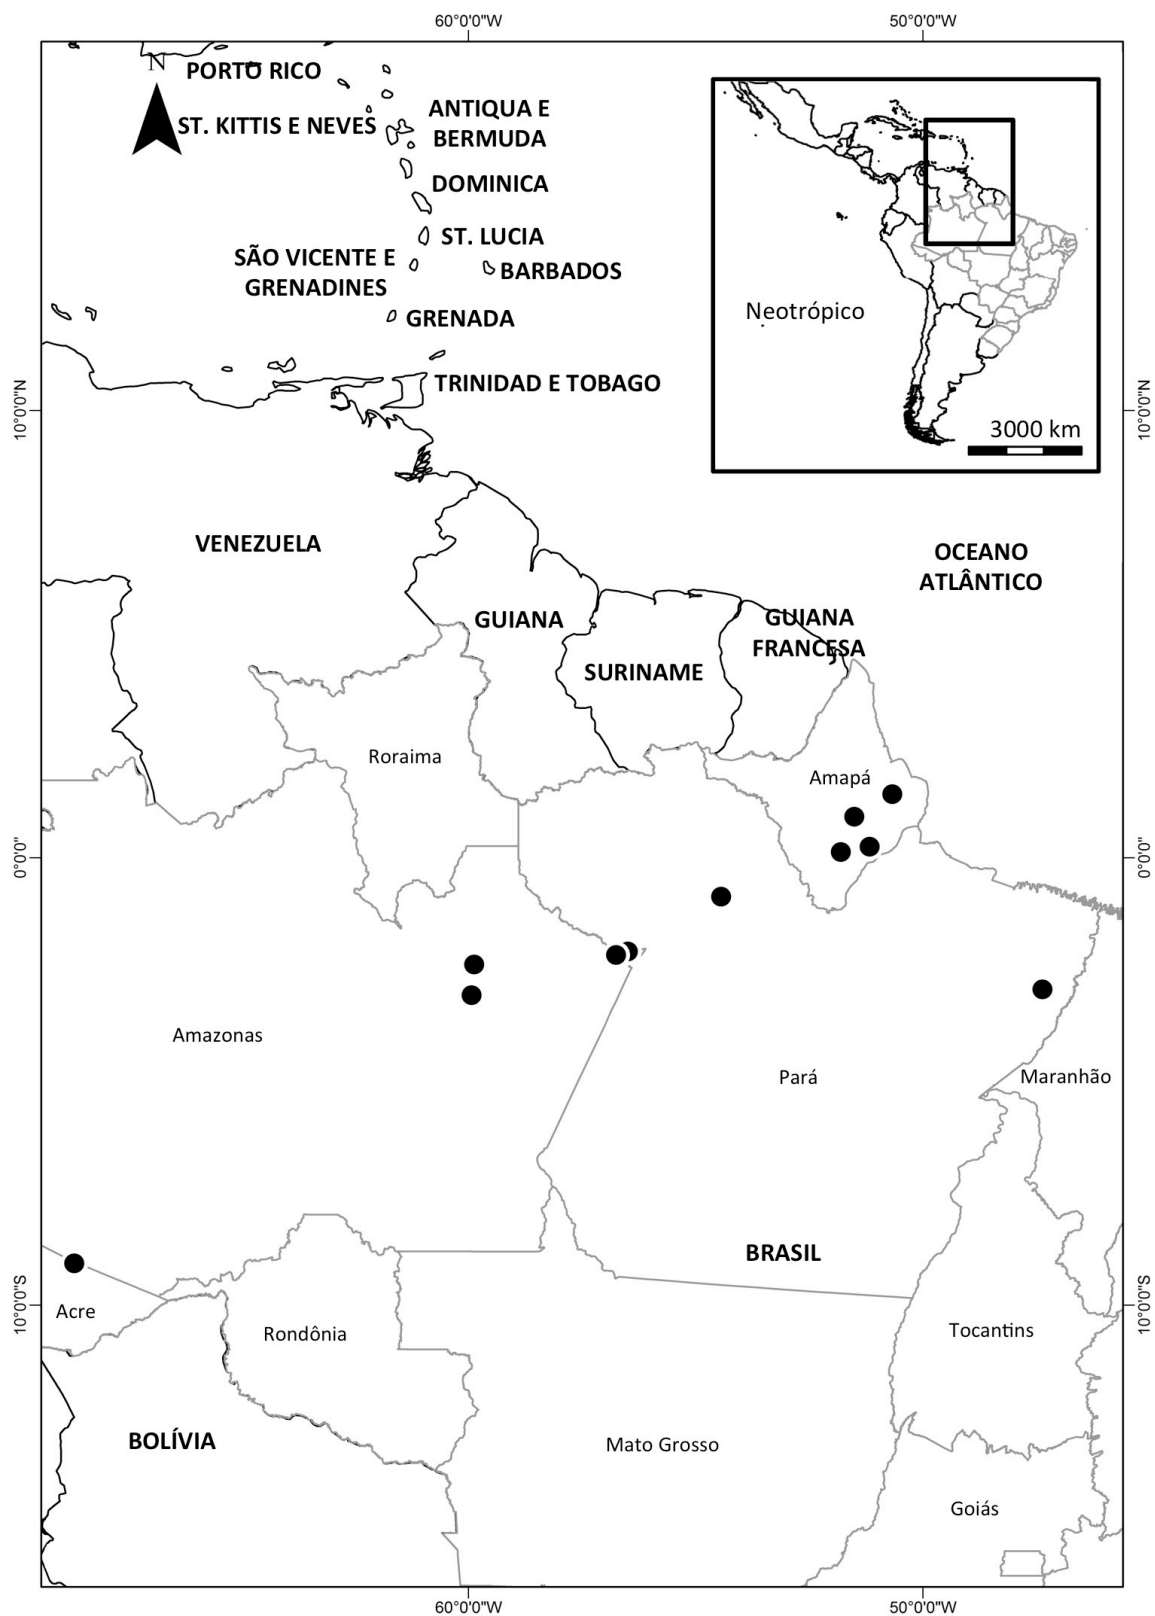 60°0'0"W
50°0'0"W
N
PORTO RICO
ST. KITTIS E NEVES
ANTIQUA E
BERMUDA
DOMINICA
ST. LUCIA
SÃO VICENTE E
GRENADINES
BARBADOS
GRENADA
TRINIDAD E TOBAGO
Neotrópico
3000 km
10°0'0"N
10°0'0"N
VENEZUELA
OCEANO
ATLÂNTICO
GUIANA
GUIANA
FRANCESA
SURINAME
Roraima
Amapá
0°0'0"
0°0'0"
Amazonas
Pará
Maranhão
BRASIL
10°0'0"S
10°0'0"S
Acre
Rondônia
Tocantins
BOLÍVIA
Mato Grosso
Goiás
60°0'0"W
50°0'0"W